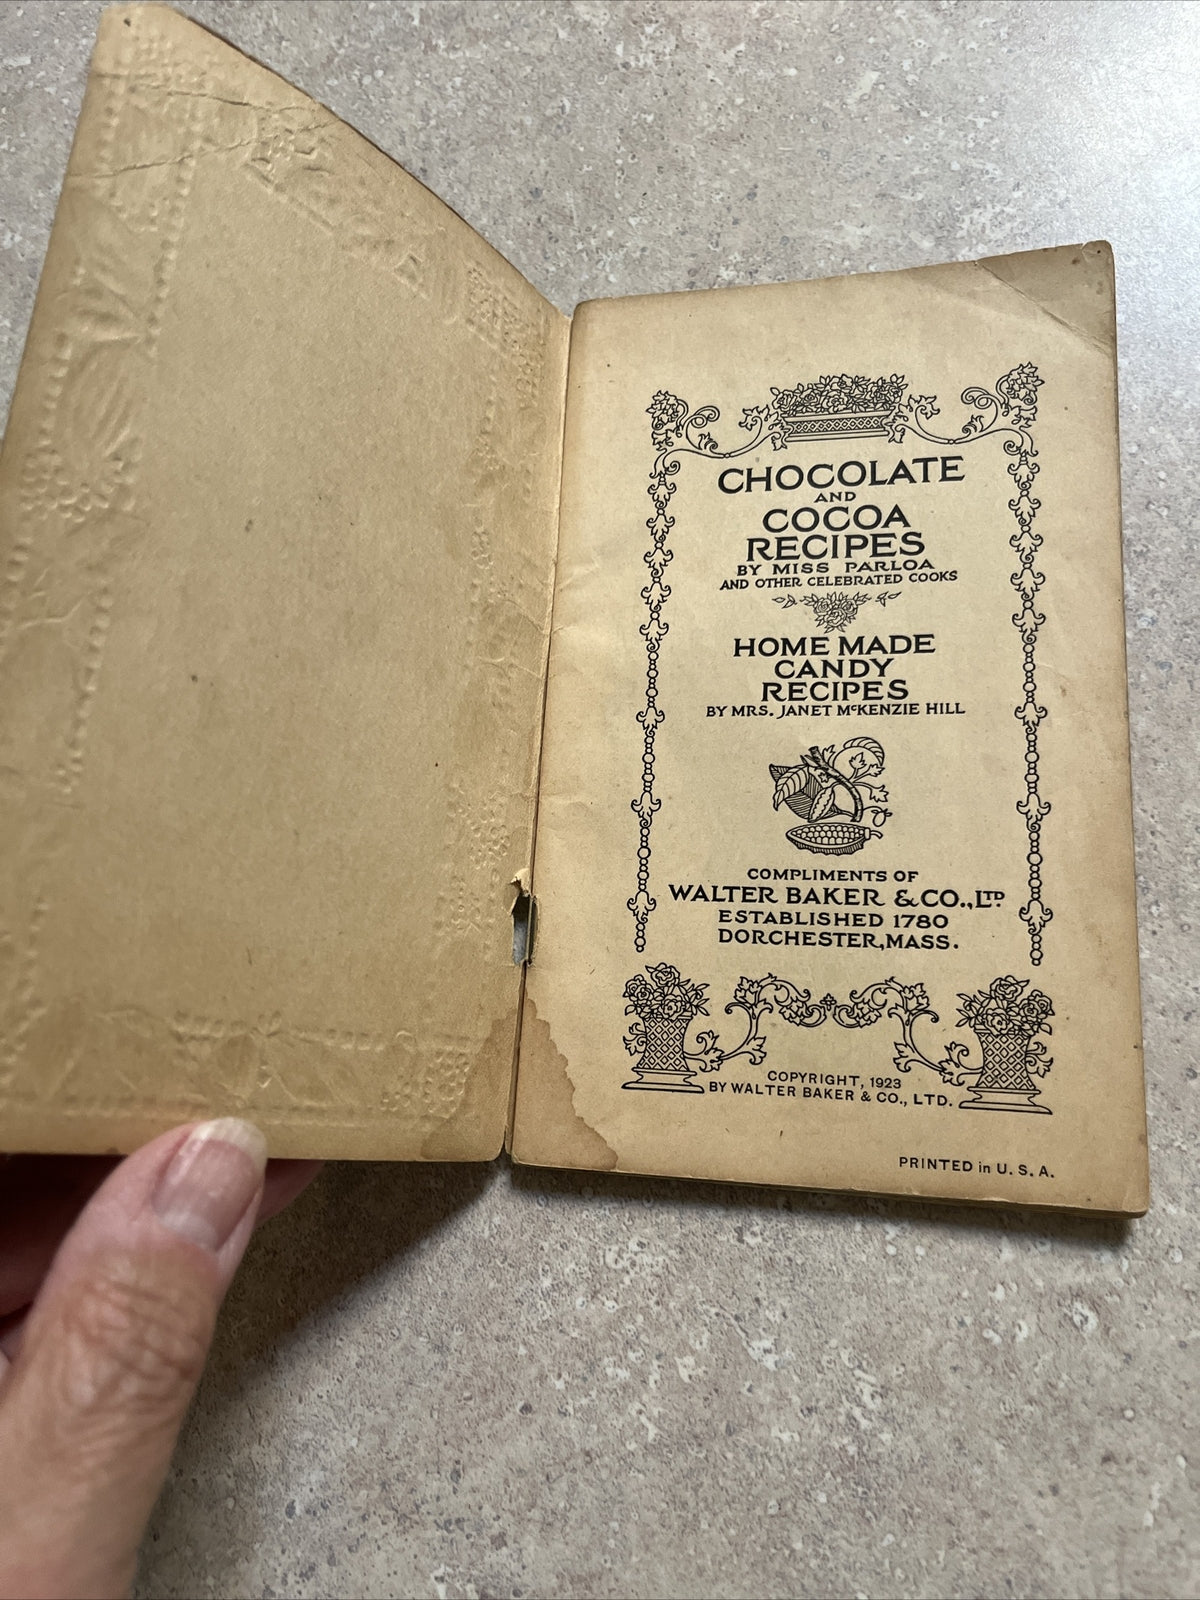 CHOCOLATE
AND
COCOA
RECIPES
BY MISS PARLOA
AND OTHER CELEBRATED COOKS
HOME MADE
CANDY
RECIPES
BY MRS. JANET McKENZIE HILL
COMPLIMENTS OF
WALTER BAKER & CO., LTD.
ESTABLISHED 1780
DORCHESTER, MASS.
COPYRIGHT, 1923
BY WALTER BAKER & CO., LTD.
PRINTED in U. S. A.